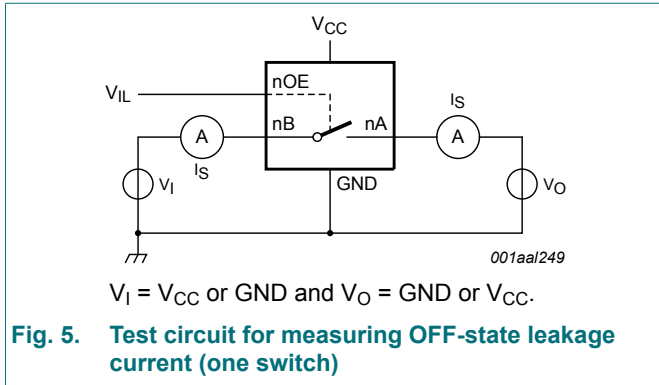 VCC
nOE
VIL
IS
nB
nA
A
A
IS
VI
GND
VO
001aal249
VI = VCC or GND and VO = GND or VCC.
Fig. 5. Test circuit for measuring OFF-state leakage
current (one switch)